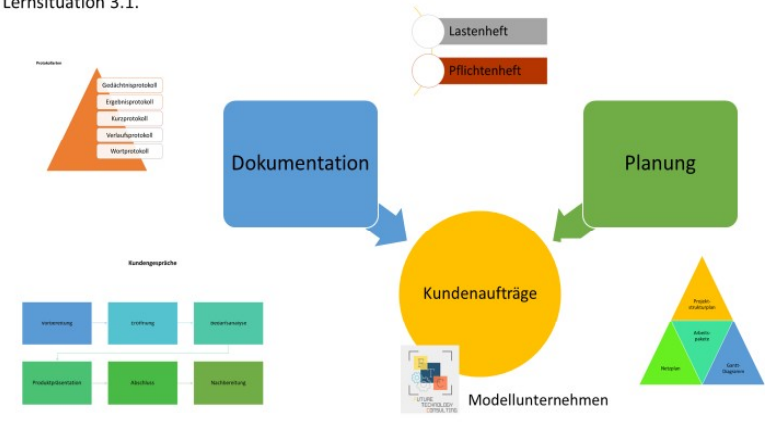 Lernsituation 3.1.
Lastenheft
Pflichtenheft
Protokollarten
Gedächtnisprotokoll
Ergebnisprotokoll
Kurzprotokoll
Verlaufsprotokoll
Wortprotokoll
Dokumentation
Planung
Kundengespräche
Vorbereitung
Eröffnung
Bedarfsanalyse
Produktpräsentation
Abschluss
Nachbereitung
Kundenaufträge
Projekt-
strukturplan
Arbeits-
pakete
Netzplan
Gantt-
Diagramm
FUTURE
TECHNOLOGY
CONSULTING
Modellunternehmen